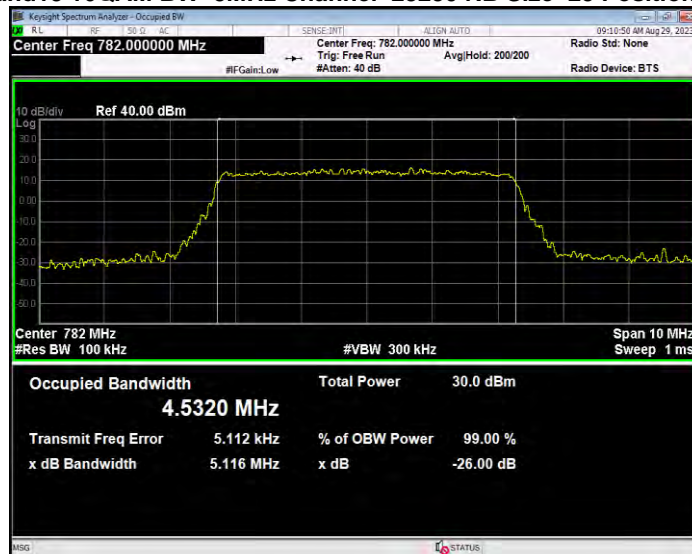 Keysight Spectrum Analyzer - Occupied BW
RL RF 50 Ω AC SENSE:INT ALIGN AUTO 09:10:50 AM Aug 29, 2023
Center Freq 782.000000 MHz Center Freq: 782.000000 MHz Radio Std: None
Trig: Free Run Avg|Hold: 200/200
#IFGain:Low #Atten: 40 dB Radio Device: BTS
10 dB/div Ref 40.00 dBm
Log
30.0
20.0
10.0
0.00
-10.0
-20.0
-30.0
-40.0
-50.0
Center 782 MHz Span 10 MHz
#Res BW 100 kHz #VBW 300 kHz Sweep 1 ms
Occupied Bandwidth Total Power 30.0 dBm
4.5320 MHz
Transmit Freq Error 5.112 kHz % of OBW Power 99.00 %
x dB Bandwidth 5.116 MHz x dB -26.00 dB
MSG STATUS